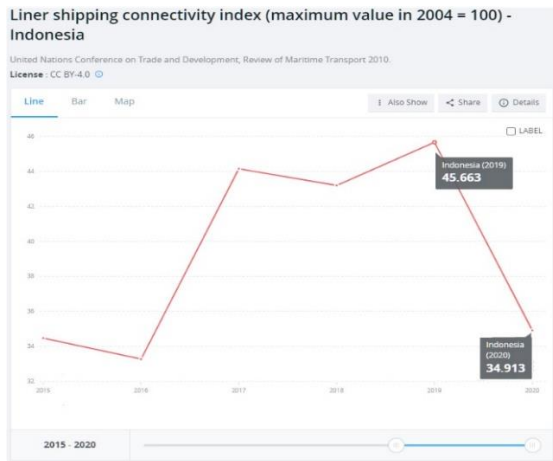 Liner shipping connectivity index (maximum value in 2004 = 100) -
Indonesia
United Nations Conference on Trade and Development, Review of Maritime Transport 2010.
License : CC BY-4.0
Line Bar Map Also Show Share Details
LABEL
46
44
42
40
38
36
34
32
Indonesia (2019)
45.663
Indonesia
(2020)
34.913
2015 2016 2017 2018 2019 2020
2015 - 2020